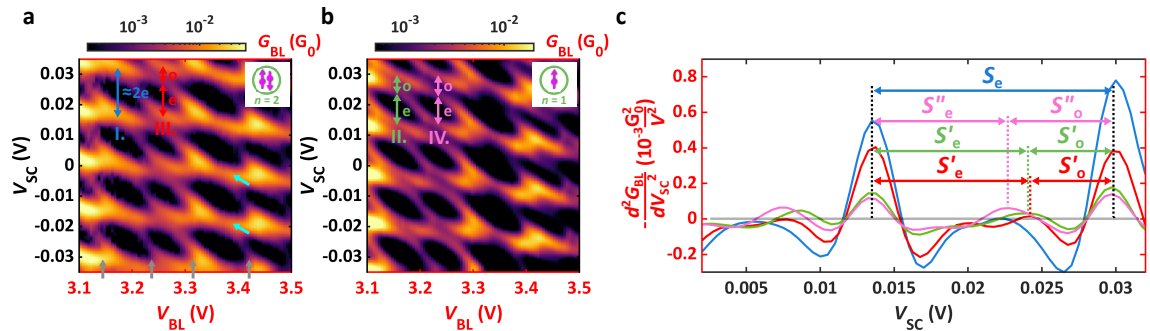 a
10⁻³ 10⁻²
G_BL (G₀)
V_SC (V)
0.03
0.02
0.01
0
-0.01
-0.02
-0.03
≈2e
o
e
I.
III.
n = 2
3.1 3.2 3.3 3.4 3.5
V_BL (V)
b
10⁻³ 10⁻²
G_BL (G₀)
V_SC (V)
0.03
0.02
0.01
0
-0.01
-0.02
-0.03
o
e
II.
o
e
IV.
n = 1
3.1 3.2 3.3 3.4 3.5
V_BL (V)
c
-d²G_BL/dV_SC² (10⁻³G₀²/V²)
0.8
0.6
0.4
0.2
0
-0.2
S_e
S''_e S''_o
S'_e S'_o
S'_e S'_o
0.005 0.01 0.015 0.02 0.025 0.03
V_SC (V)